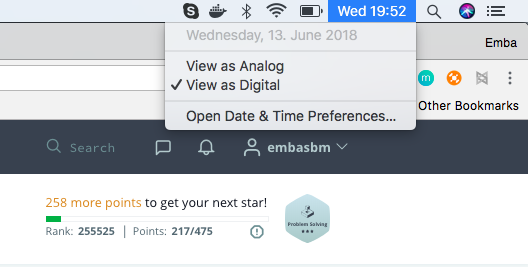 Wed 19:52
Wednesday, 13. June 2018
View as Analog
✓ View as Digital
Open Date & Time Preferences...
Emba
m
Other Bookmarks
Search
embasbm
258 more points to get your next star!
Rank: 255525 | Points: 217/475
Problem Solving